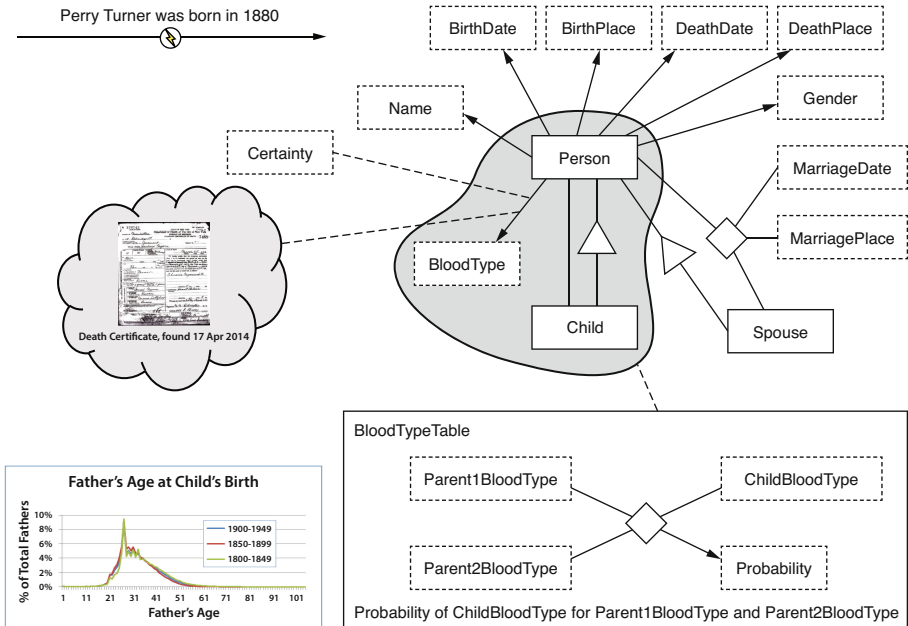 Perry Turner was born in 1880
BirthDate
BirthPlace
DeathDate
DeathPlace
Name
Gender
Certainty
Person
MarriageDate
BloodType
MarriagePlace
Child
Spouse
Death Certificate, found 17 Apr 2014
BloodTypeTable
Parent1BloodType
ChildBloodType
Parent2BloodType
Probability
Probability of ChildBloodType for Parent1BloodType and Parent2BloodType
Father's Age at Child's Birth
% of Total Fathers
10%
8%
6%
4%
2%
0%
1900-1949
1850-1899
1800-1849
1 11 21 31 41 51 61 71 81 91 101
Father's Age